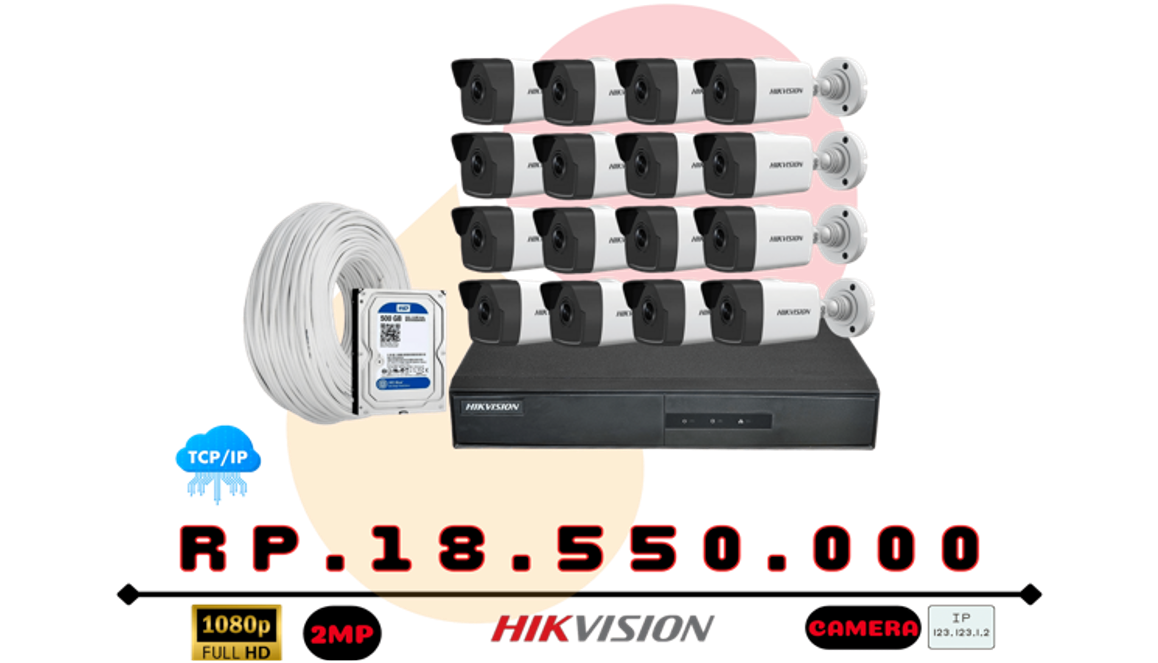 HIKVISION
HIKVISION
HIKVISION
HIKVISION
WD
500 GB
HIKVISION
TCP/IP
RP.18.550.000
1080p
FULL HD
2MP
HIKVISION
CAMERA
IP
123.123.1.2